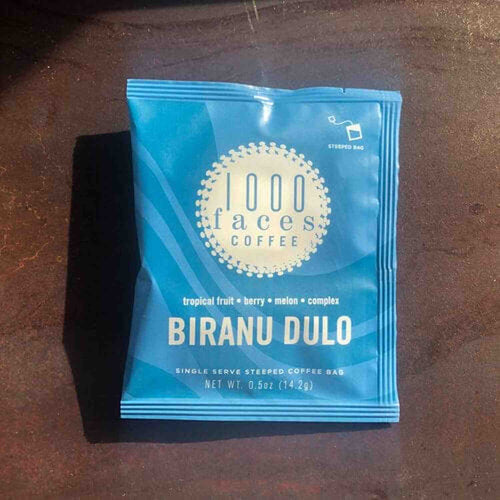 STEEPED BAG
1000
faces
COFFEE
tropical fruit • berry • melon • complex
BIRANU DULO
SINGLE SERVE STEEPED COFFEE BAG
NET WT. 0.5oz (14.2g)